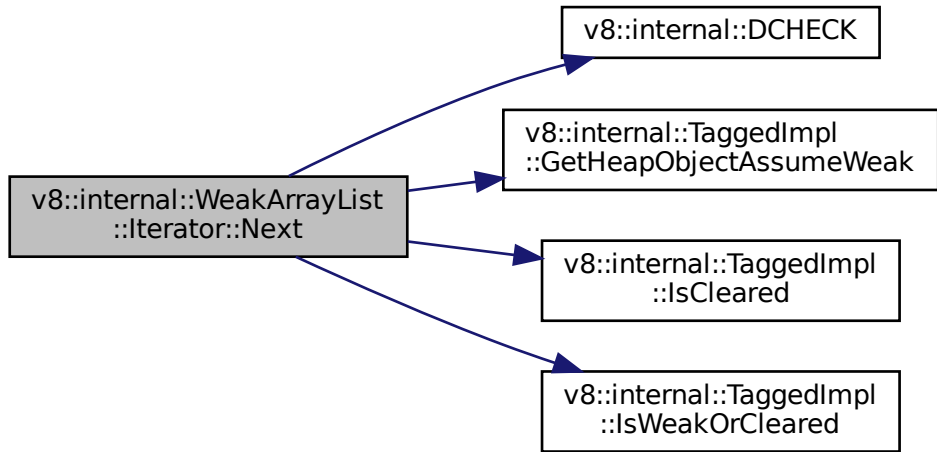 v8::internal::DCHECK
v8::internal::TaggedImpl
::GetHeapObjectAssumeWeak
v8::internal::WeakArrayList
::Iterator::Next
v8::internal::TaggedImpl
::IsCleared
v8::internal::TaggedImpl
::IsWeakOrCleared